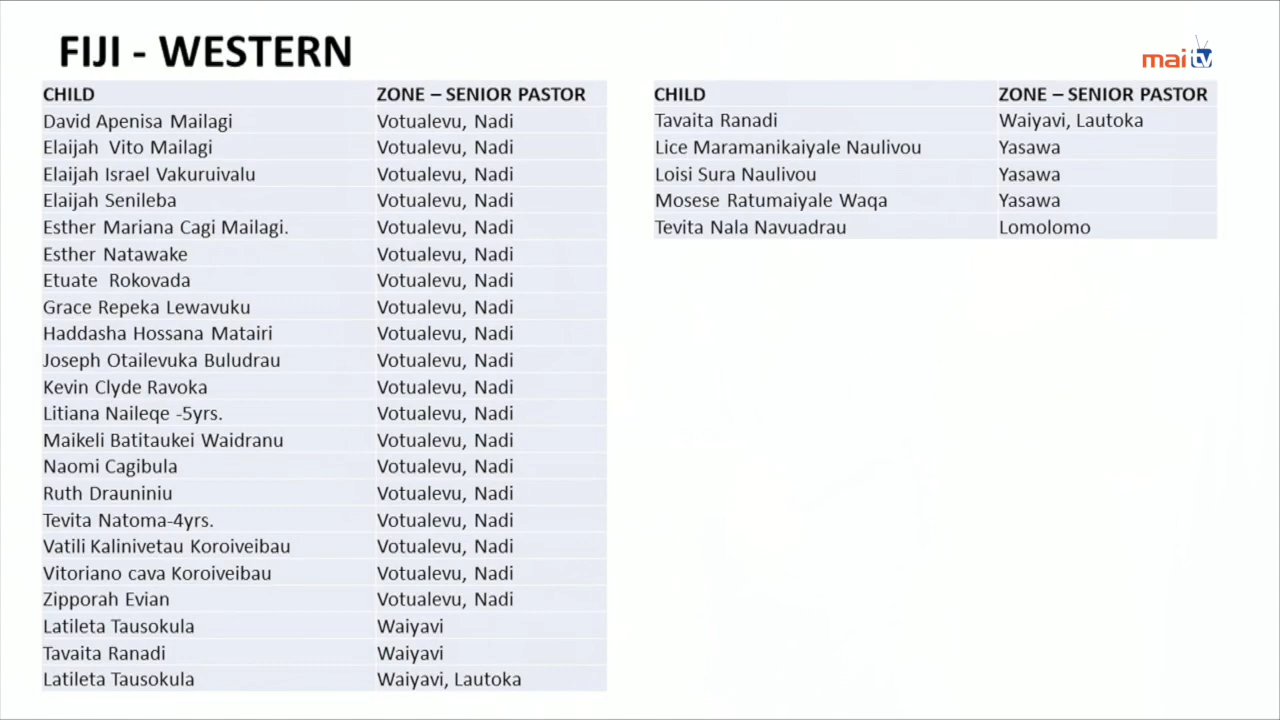 FIJI - WESTERN
mai tv
CHILD ZONE – SENIOR PASTOR
David Apenisa Mailagi Votualevu, Nadi
Elaijah Vito Mailagi Votualevu, Nadi
Elaijah Israel Vakuruivalu Votualevu, Nadi
Elaijah Senileba Votualevu, Nadi
Esther Mariana Cagi Mailagi. Votualevu, Nadi
Esther Natawake Votualevu, Nadi
Etuate Rokovada Votualevu, Nadi
Grace Repeka Lewavuku Votualevu, Nadi
Haddasha Hossana Matairi Votualevu, Nadi
Joseph Otailevuka Buludrau Votualevu, Nadi
Kevin Clyde Ravoka Votualevu, Nadi
Litiana Naileqe -5yrs. Votualevu, Nadi
Maikeli Batitaukei Waidranu Votualevu, Nadi
Naomi Cagibula Votualevu, Nadi
Ruth Drauniniu Votualevu, Nadi
Tevita Natoma-4yrs. Votualevu, Nadi
Vatili Kalinivetau Koroiveibau Votualevu, Nadi
Vitoriano cava Koroiveibau Votualevu, Nadi
Zipporah Evian Votualevu, Nadi
Latileta Tausokula Waiyavi
Tavaita Ranadi Waiyavi
Latileta Tausokula Waiyavi, Lautoka
CHILD ZONE – SENIOR PASTOR
Tavaita Ranadi Waiyavi, Lautoka
Lice Maramanikaiyale Naulivou Yasawa
Loisi Sura Naulivou Yasawa
Mosese Ratumaiyale Waqa Yasawa
Tevita Nala Navuadrau Lomolomo